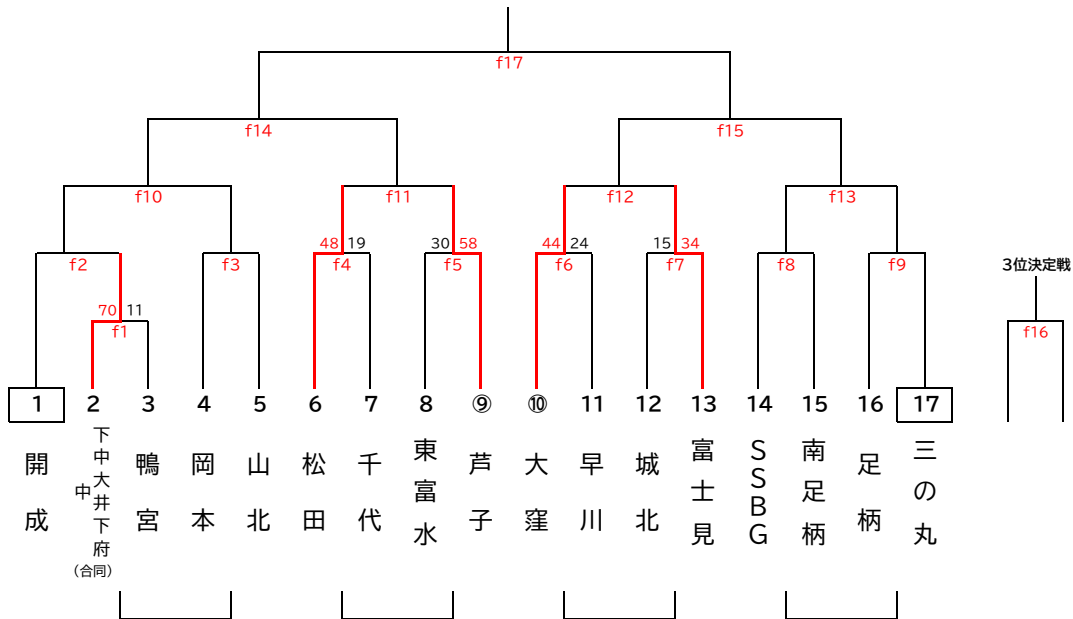 f17
f14
f15
f10
f11
f12
f13
48 19
30 58
44 24
15 34
f2
f3
f4
f5
f6
f7
f8
f9
3位決定戦
70 11
f1
f16
1
2
3
4
5
6
7
8
⑨
⑩
11
12
13
14
15
16
17
開成
下中大井下府
中
(合同)
鴨宮
岡本
山北
松田
千代
東富水
芦子
大窪
早川
城北
富士見
SSBG
南足柄
足柄
三の丸